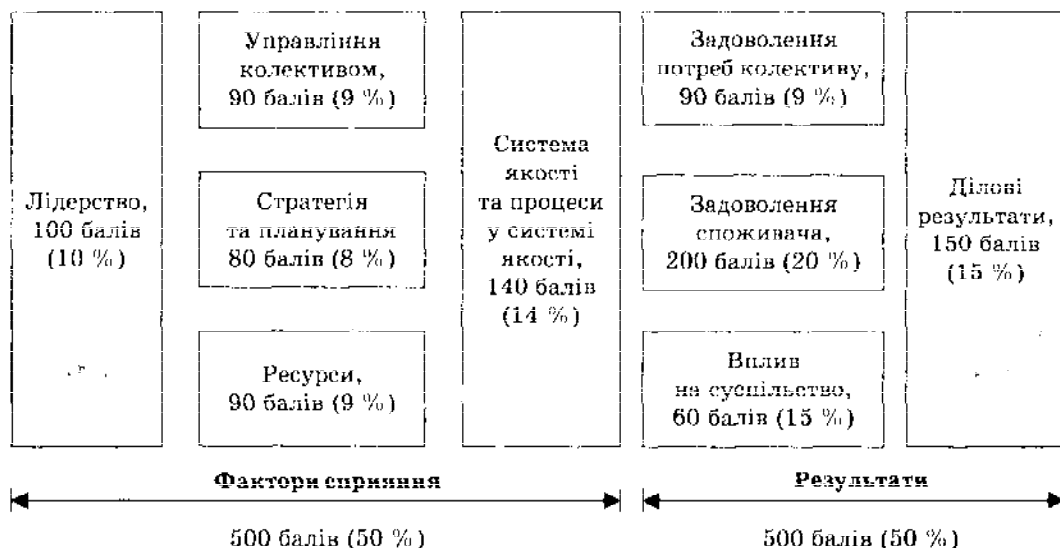 Лідерство,
100 балів
(10 %)
Управління
колективом,
90 балів (9 %)
Стратегія
та планування
80 балів (8 %)
Ресурси,
90 балів (9 %)
Система
якості
та процеси
у системі
якості,
140 балів
(14 %)
Задоволення
потреб колективу,
90 балів (9 %)
Задоволення
споживача,
200 балів (20 %)
Вплив
на суспільство,
60 балів (15 %)
Ділові
результати,
150 балів
(15 %)
Фактори сприяння
500 балів (50 %)
Результати
500 балів (50 %)